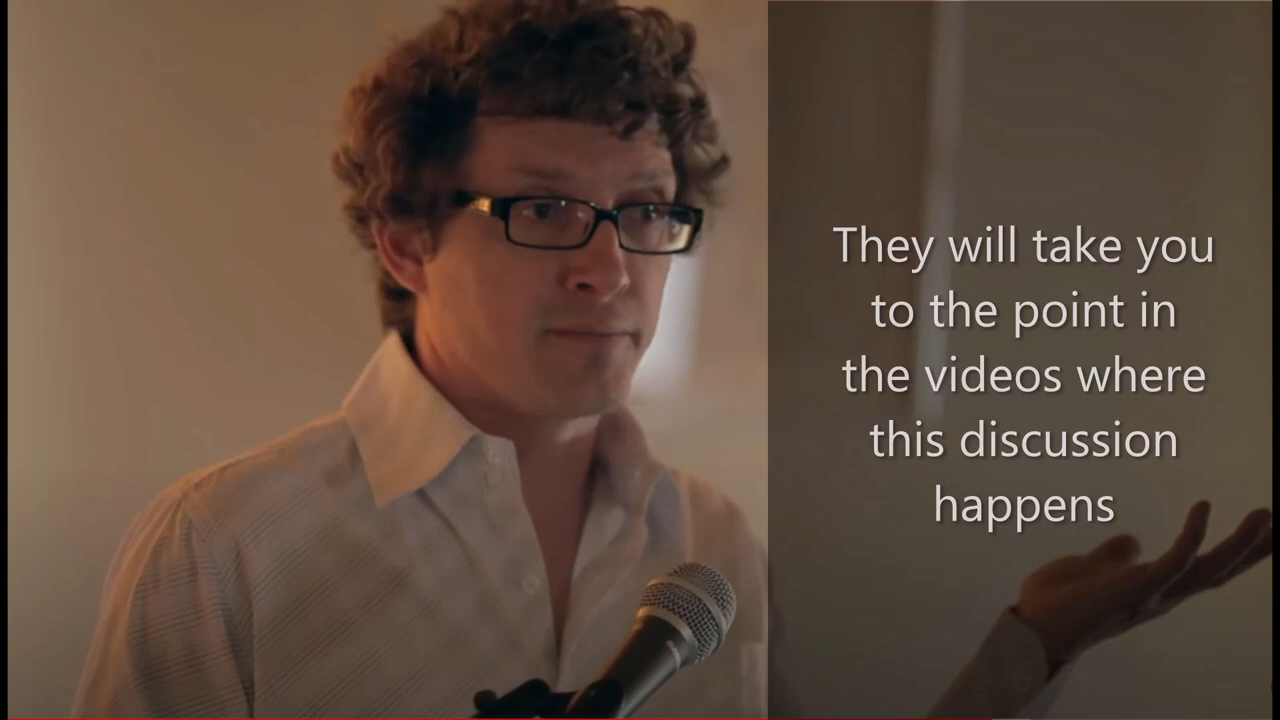 They will take you
to the point in
the videos where
this discussion
happens